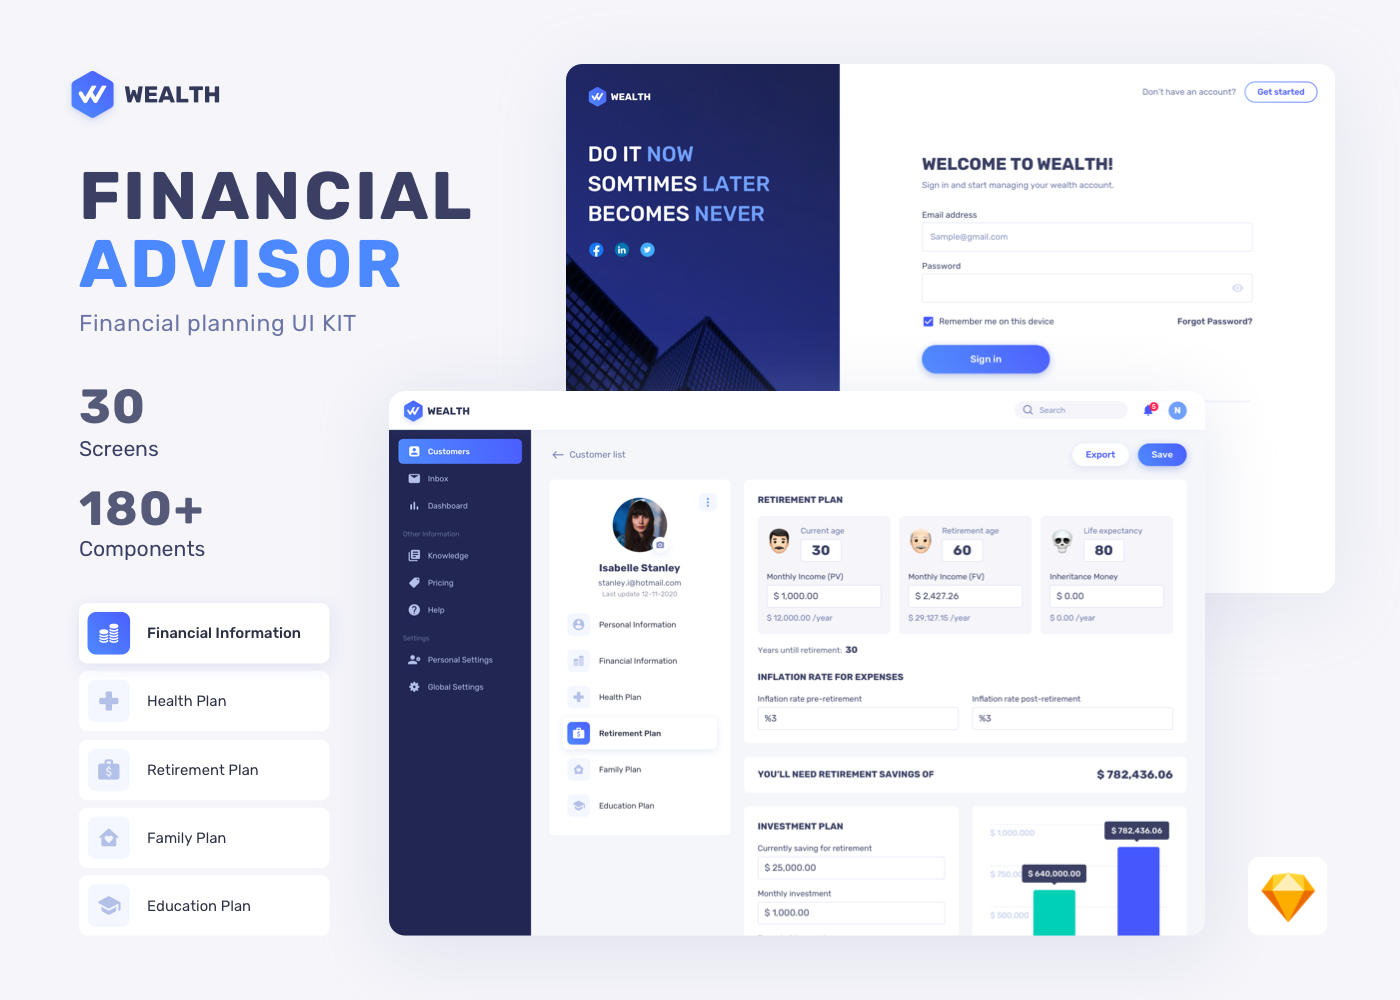 WEALTH
FINANCIAL
ADVISOR
Financial planning UI KIT
30
Screens
180+
Components
Financial Information
Health Plan
Retirement Plan
Family Plan
Education Plan
WEALTH
DO IT NOW
SOMTIMES LATER
BECOMES NEVER
Don't have an account?
Get started
WELCOME TO WEALTH!
Sign in and start managing your wealth account.
Email address
Sample@gmail.com
Password
Remember me on this device
Forgot Password?
Sign in
WEALTH
Search
5
N
Customers
Inbox
Dashboard
Other Information
Knowledge
Pricing
Help
Settings
Personal Settings
Global Settings
Customer list
Export
Save
Isabelle Stanley
stanley.i@hotmail.com
Last update 12-11-2020
Personal Information
Financial Information
Health Plan
Retirement Plan
Family Plan
Education Plan
RETIREMENT PLAN
Current age
30
Monthly Income (PV)
$ 1,000.00
$ 12,000.00 /year
Retirement age
60
Monthly Income (FV)
$ 2,427.26
$ 29,127.15 /year
Life expectancy
80
Inheritance Money
$ 0.00
$ 0.00 /year
Years untill retirement: 30
INFLATION RATE FOR EXPENSES
Inflation rate pre-retirement
%3
Inflation rate post-retirement
%3
YOU'LL NEED RETIREMENT SAVINGS OF
$ 782,436.06
INVESTMENT PLAN
Currently saving for retirement
$ 25,000.00
Monthly investment
$ 1,000.00
$ 1,000.000
$ 782,436.06
$ 750,00
$ 640,000.00
$ 500,000